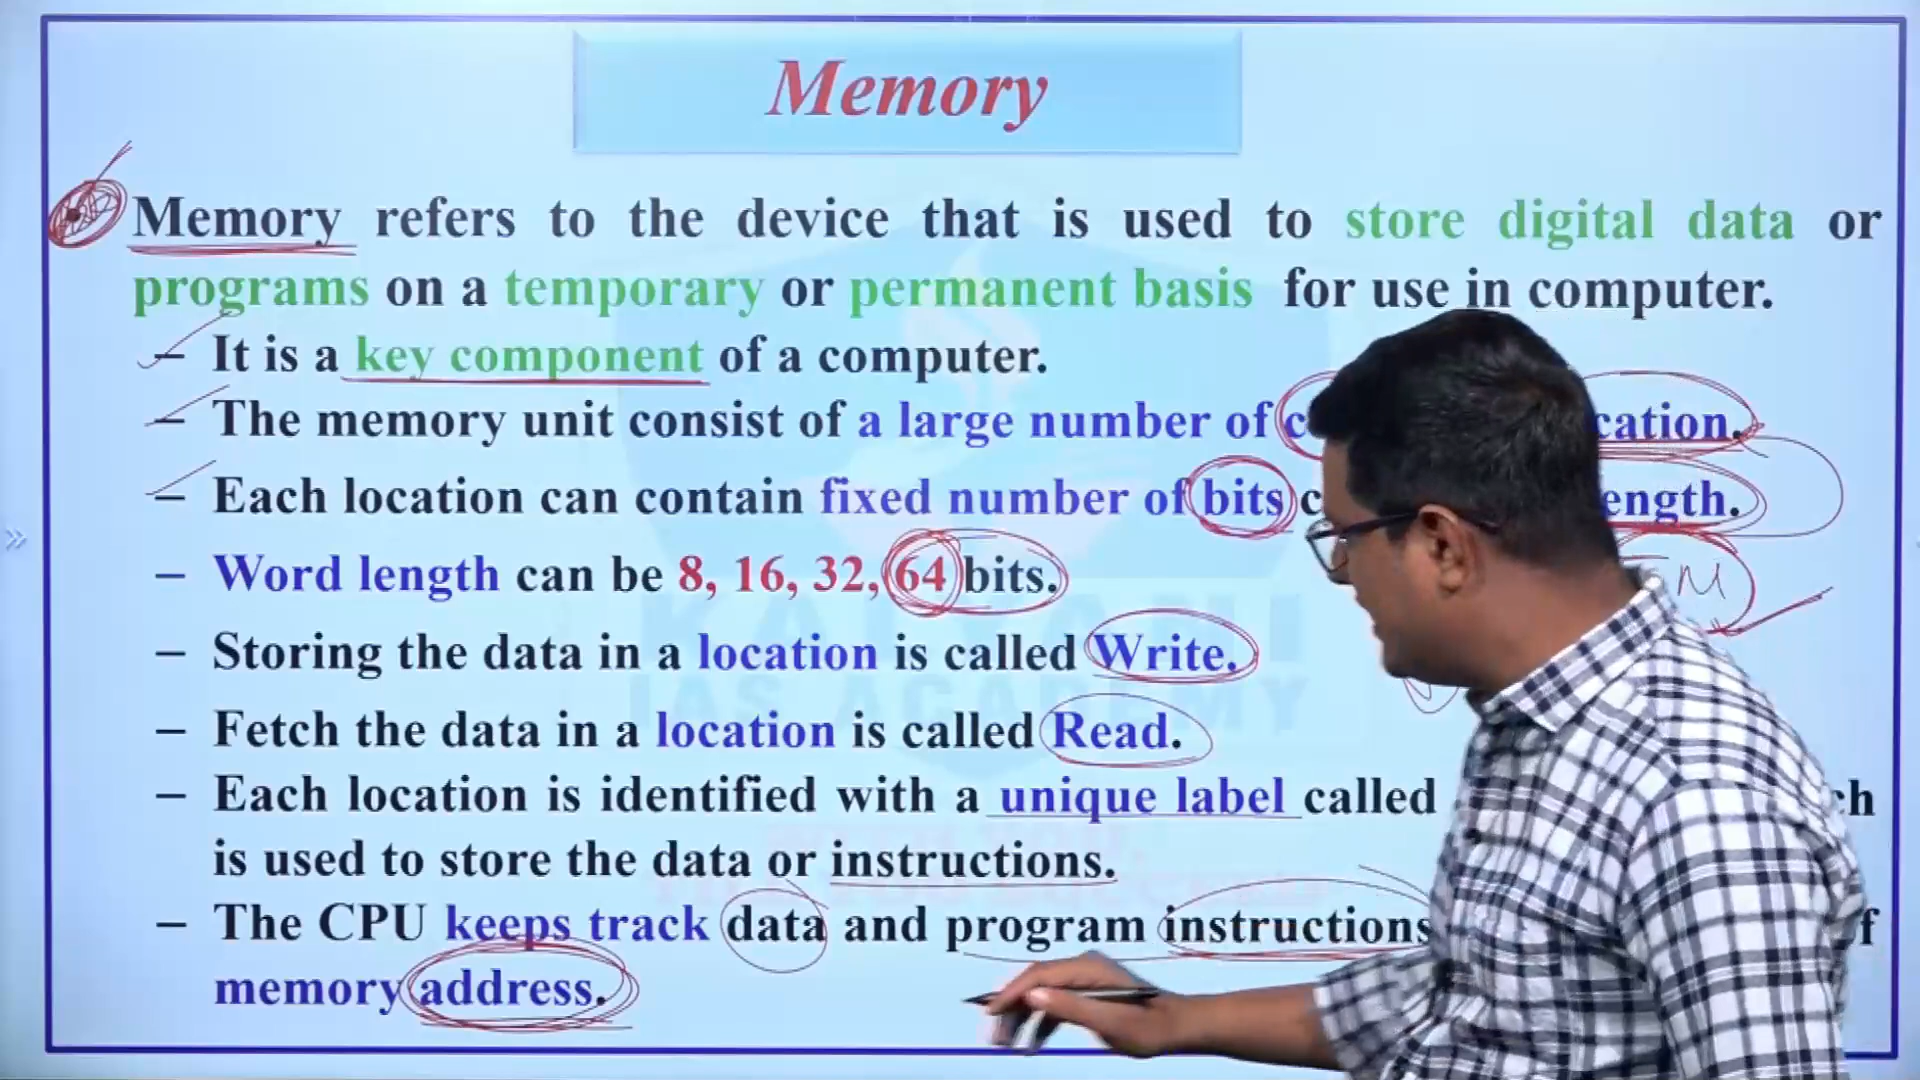 Memory
Memory refers to the device that is used to store digital data or
programs on a temporary or permanent basis for use in computer.
– It is a key component of a computer.
– The memory unit consist of a large number of
– Each location can contain fixed number of bits
– Word length can be 8, 16, 32, 64 bits.
M
– Storing the data in a location is called Write.
– Fetch the data in a location is called Read.
– Each location is identified with a unique label called
is used to store the data or instructions.
– The CPU keeps track data and program instructions
memory address.
KALYANI
IAS ACADEMY